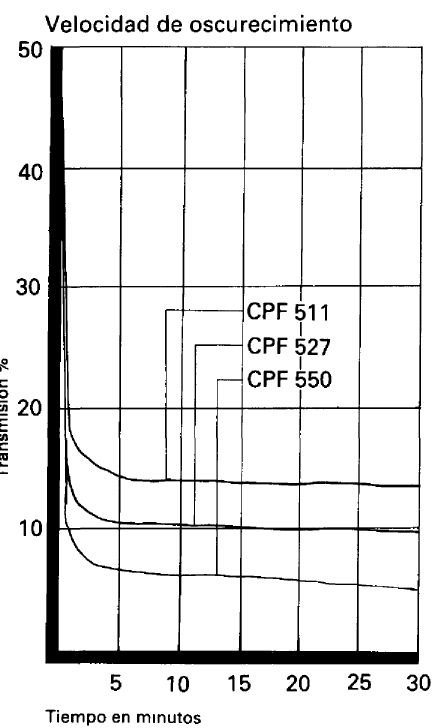 Velocidad de oscurecimiento
50
40
30
20
10
Transmisión %
CPF 511
CPF 527
CPF 550
5 10 15 20 25 30
Tiempo en minutos